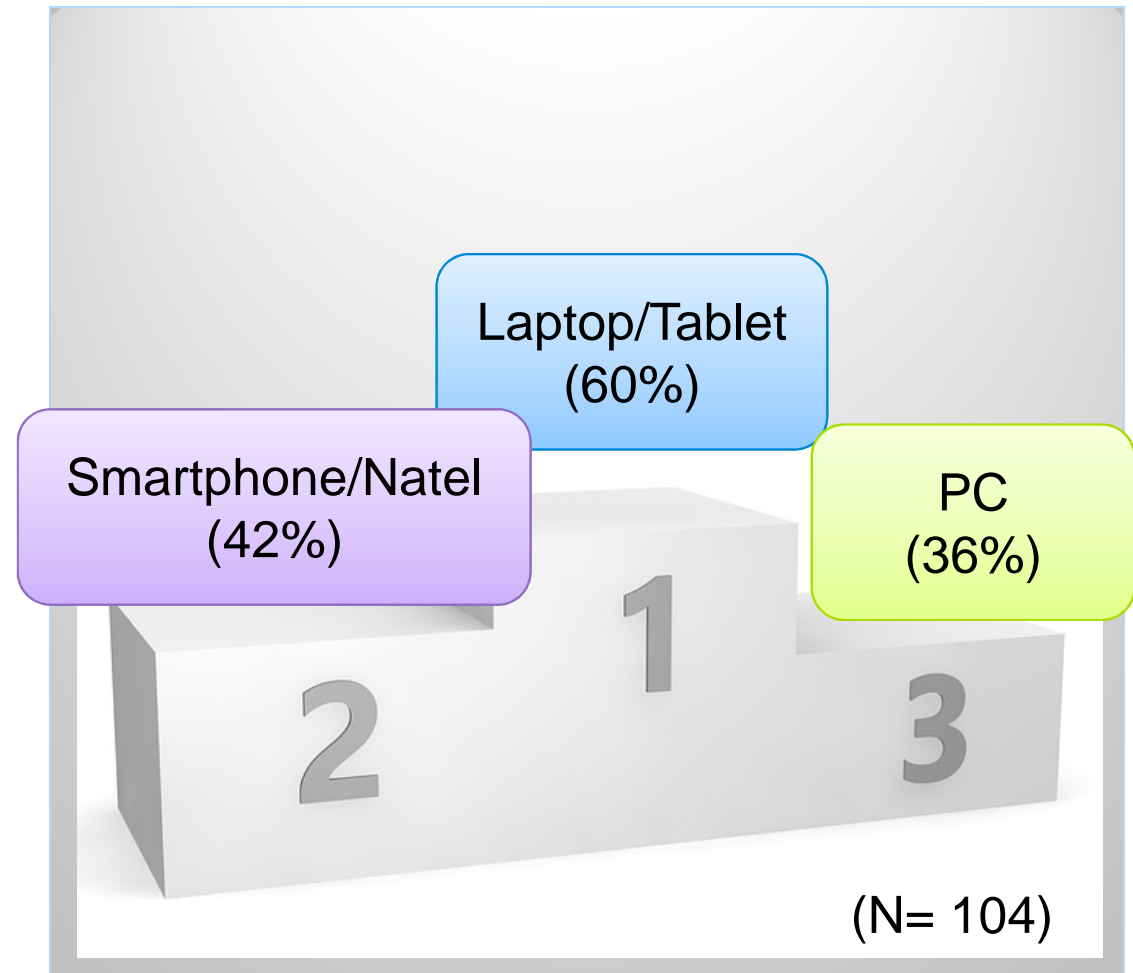 Laptop/Tablet
(60%)
Smartphone/Natel
(42%)
PC
(36%)
1
2
3
(N= 104)